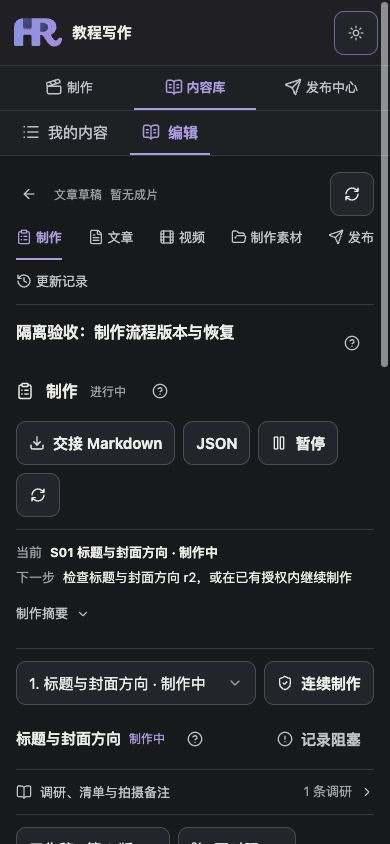 HR 教程写作
制作 内容库 发布中心
我的内容 编辑
文章草稿 暂无成片
制作 文章 视频 制作素材 发布
更新记录
隔离验收：制作流程版本与恢复
制作 进行中
交接 Markdown JSON 暂停
当前 S01 标题与封面方向 · 制作中
下一步 检查标题与封面方向 r2，或在已有授权内继续制作
制作摘要
1. 标题与封面方向 · 制作中 连续制作
标题与封面方向 制作中 记录阻塞
调研、清单与拍摄备注 1 条调研